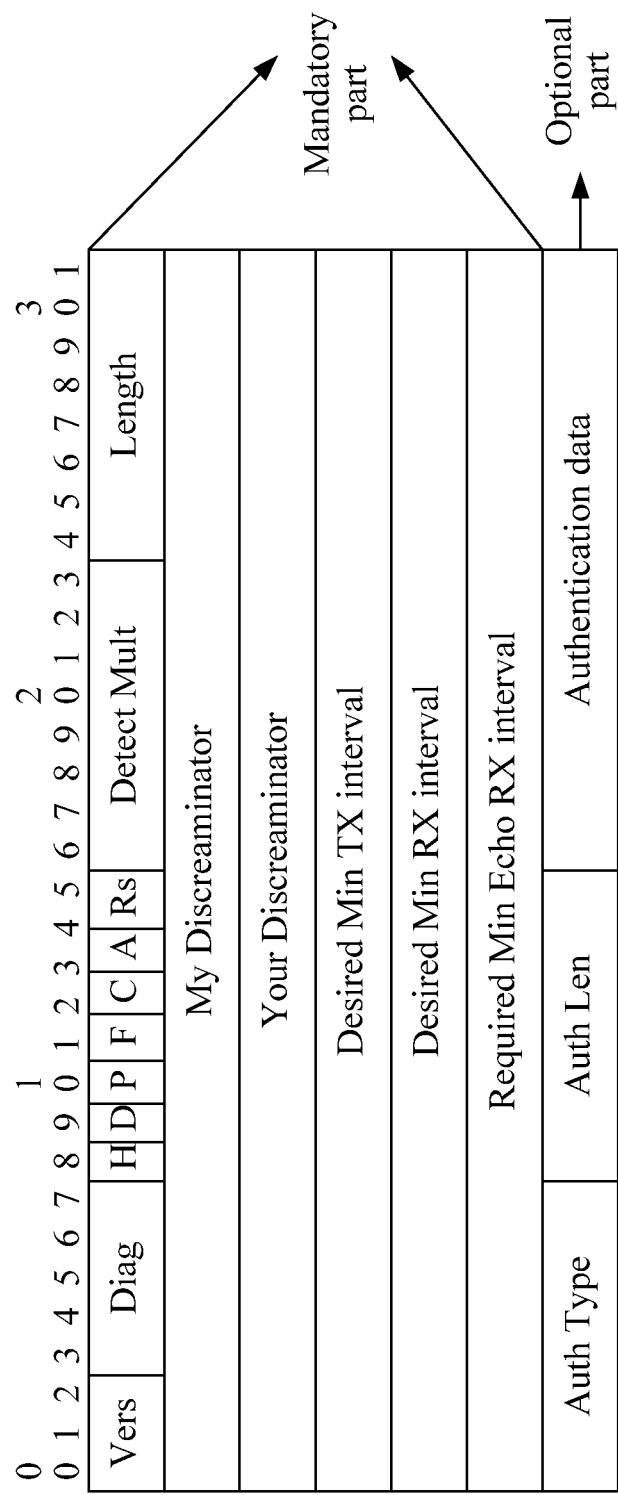 0 1 2 3
0 1 2 3 4 5 6 7 8 9 0 1 2 3 4 5 6 7 8 9 0 1 2 3 4 5 6 7 8 9 0 1
Vers Diag H D P F C A Rs Detect Mult Length
My Discreaminator
Your Discreaminator
Desired Min TX interval
Desired Min RX interval
Required Min Echo RX interval
Auth Type Auth Len Authentication data
Mandatory
part
Optional
part